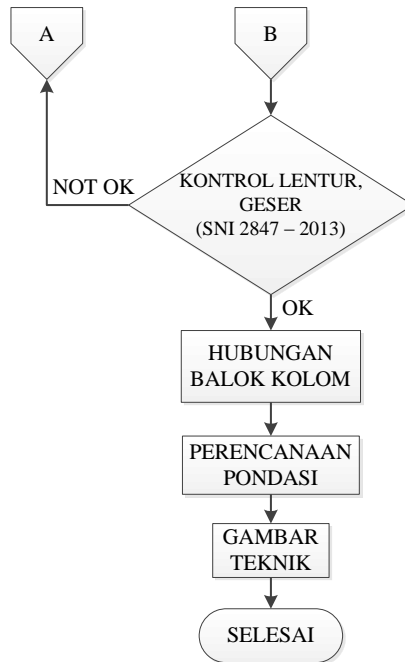 A
B
NOT OK
KONTROL LENTUR,
GESER
(SNI 2847 – 2013)
OK
HUBUNGAN
BALOK KOLOM
PERENCANAAN
PONDASI
GAMBAR
TEKNIK
SELESAI